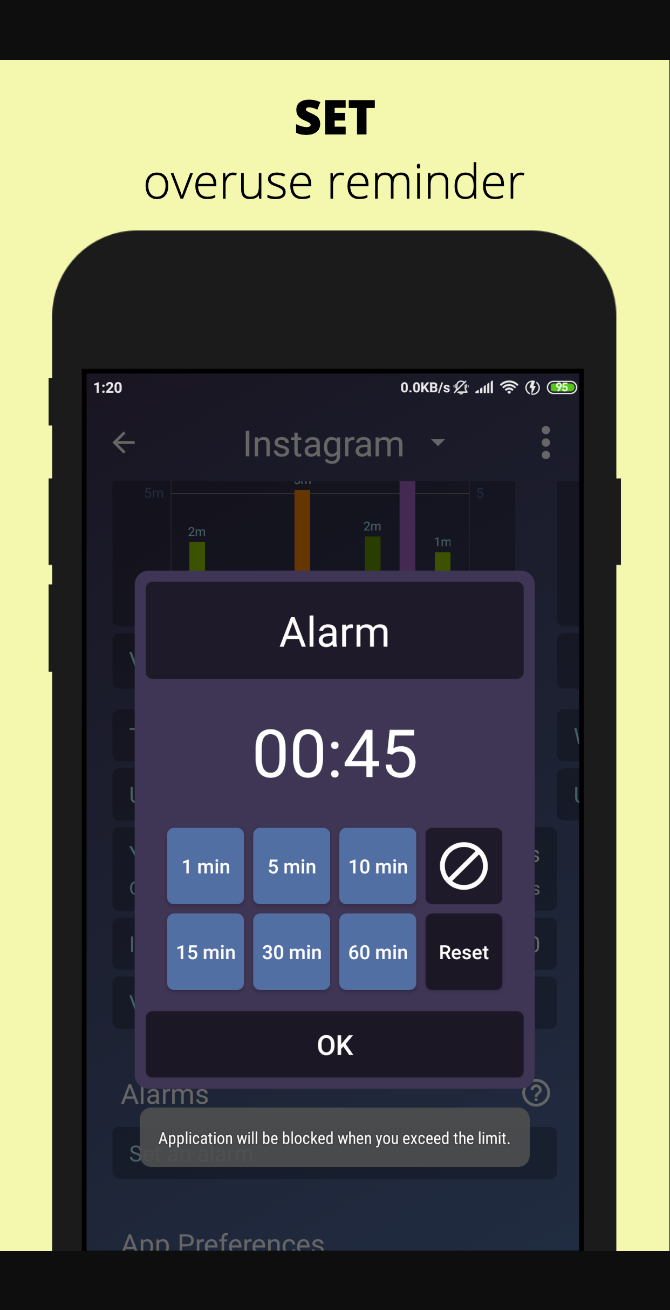 SET
overuse reminder
1:20
0.0KB/s
95
Instagram
5m
5
2m
2m
1m
Alarm
00:45
1 min 5 min 10 min
15 min 30 min 60 min Reset
OK
Alarms
?
Application will be blocked when you exceed the limit.
Set an alarm
App Preferences